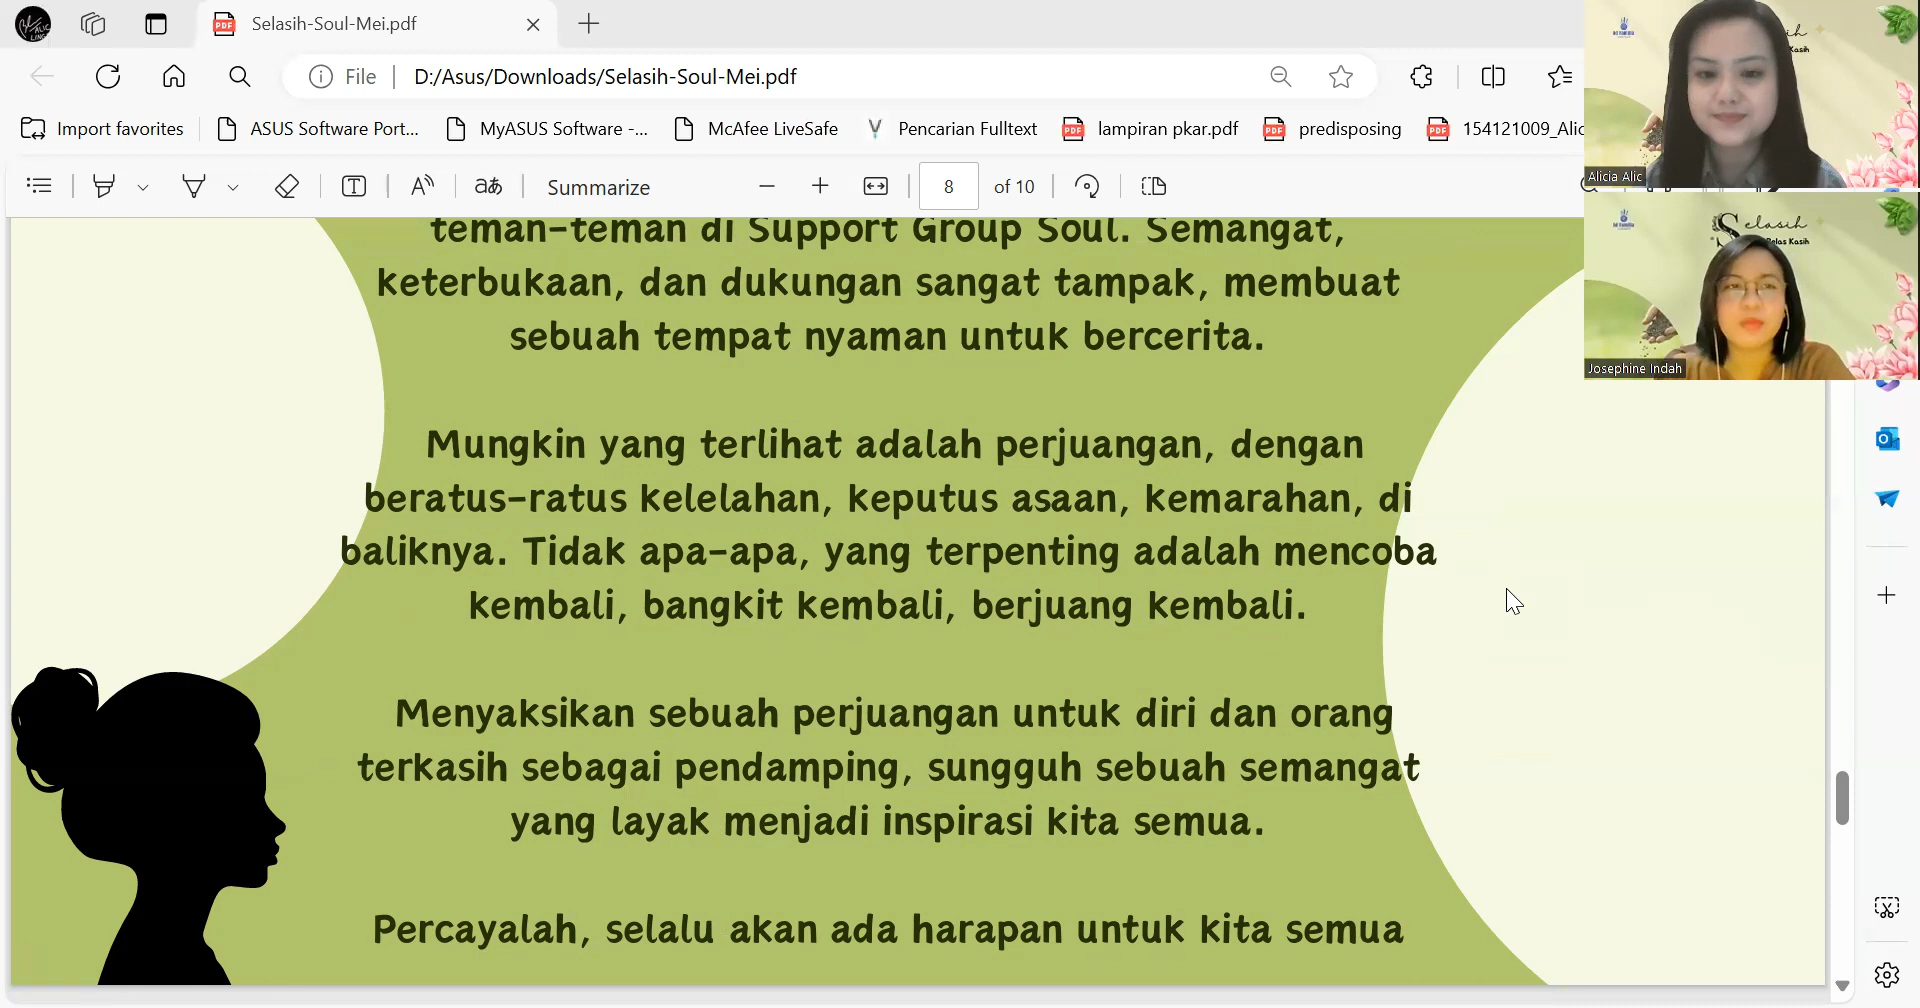 Selasih-Soul-Mei.pdf
File
D:/Asus/Downloads/Selasih-Soul-Mei.pdf
Import favorites
ASUS Software Port...
MyASUS Software -...
McAfee LiveSafe
Pencarian Fulltext
lampiran pkar.pdf
predisposing
154121009_Alic
Summarize
8 of 10
teman-teman di Support Group Soul. Semangat,
keterbukaan, dan dukungan sangat tampak, membuat
sebuah tempat nyaman untuk bercerita.
Mungkin yang terlihat adalah perjuangan, dengan
beratus-ratus kelelahan, keputus asaan, kemarahan, di
baliknya. Tidak apa-apa, yang terpenting adalah mencoba
kembali, bangkit kembali, berjuang kembali.
Menyaksikan sebuah perjuangan untuk diri dan orang
terkasih sebagai pendamping, sungguh sebuah semangat
yang layak menjadi inspirasi kita semua.
Percayalah, selalu akan ada harapan untuk kita semua
Kasih
Alicia Alic
Selasih
Belas Kasih
Josephine Indah